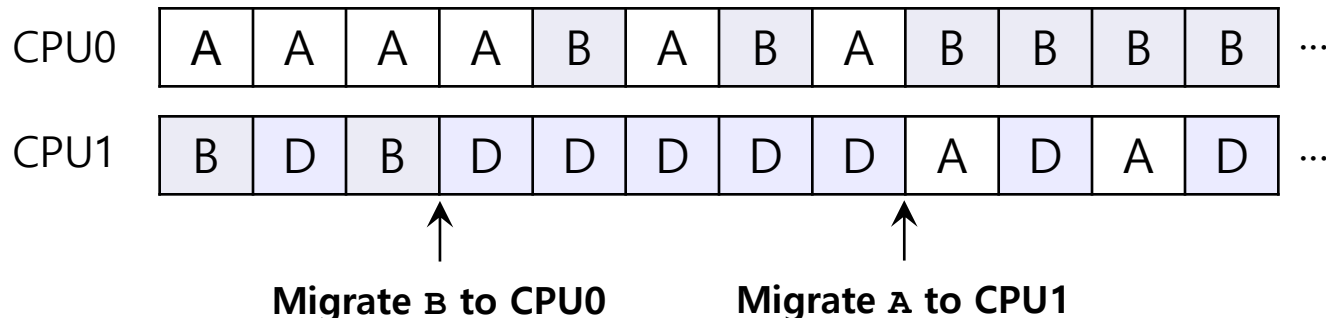 CPU0 A A A A B A B A B B B B ...
CPU1 B D B D D D D D A D A D ...
Migrate B to CPU0 Migrate A to CPU1